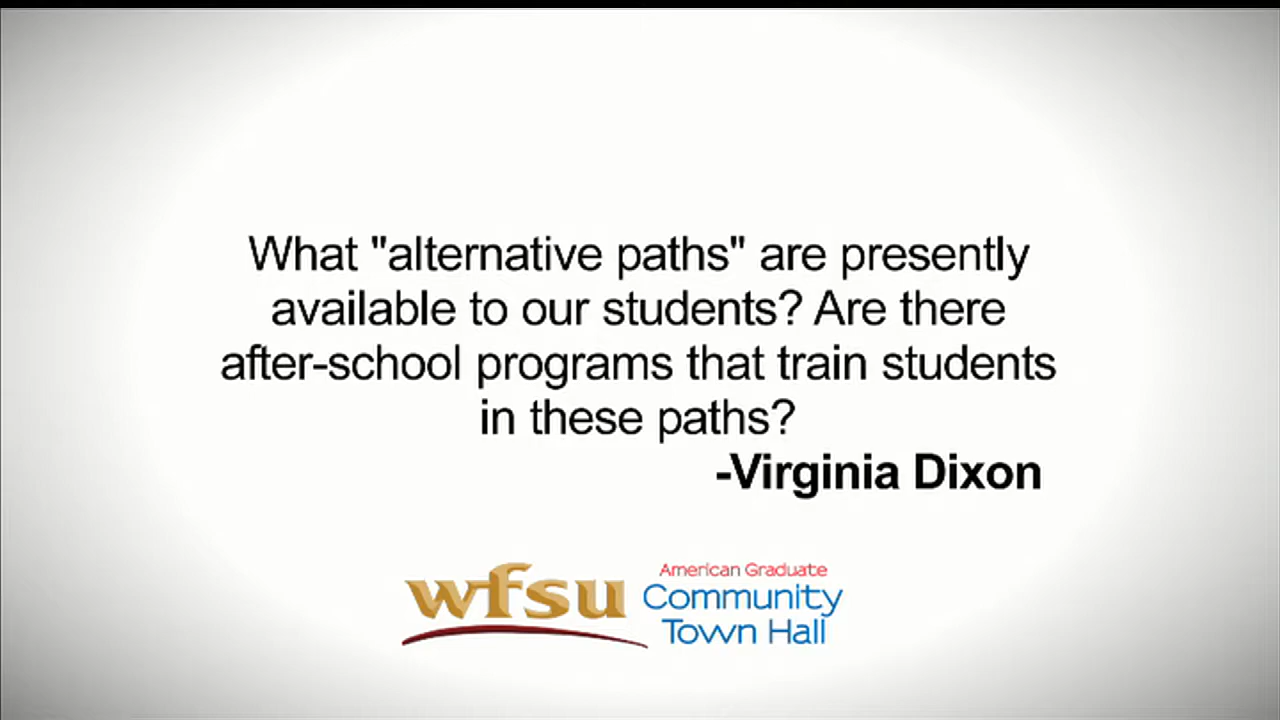 What "alternative paths" are presently
available to our students? Are there
after-school programs that train students
in these paths?
-Virginia Dixon
wfsu
American Graduate
Community
Town Hall